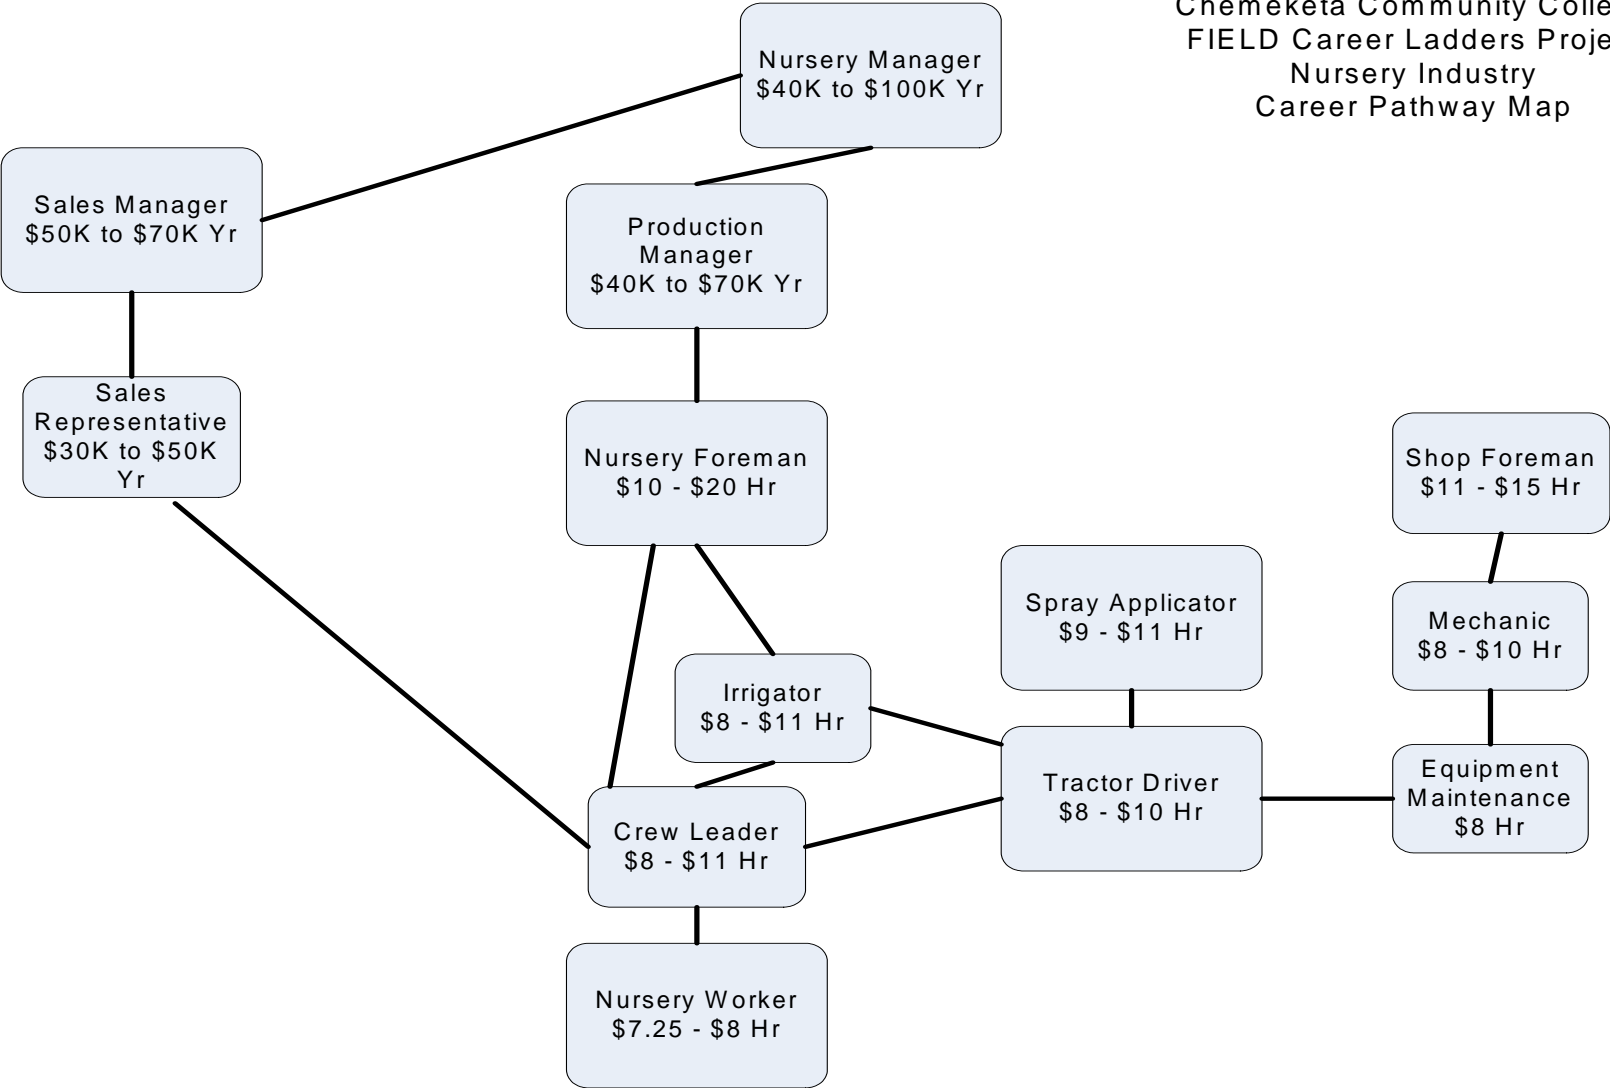 Chemeketa Community Colle
FIELD Career Ladders Proje
Nursery Industry
Career Pathway Map
Nursery Manager
$40K to $100K Yr
Sales Manager
$50K to $70K Yr
Production
Manager
$40K to $70K Yr
Sales
Representative
$30K to $50K
Yr
Nursery Foreman
$10 - $20 Hr
Shop Foreman
$11 - $15 Hr
Spray Applicator
$9 - $11 Hr
Mechanic
$8 - $10 Hr
Irrigator
$8 - $11 Hr
Tractor Driver
$8 - $10 Hr
Equipment
Maintenance
$8 Hr
Crew Leader
$8 - $11 Hr
Nursery Worker
$7.25 - $8 Hr